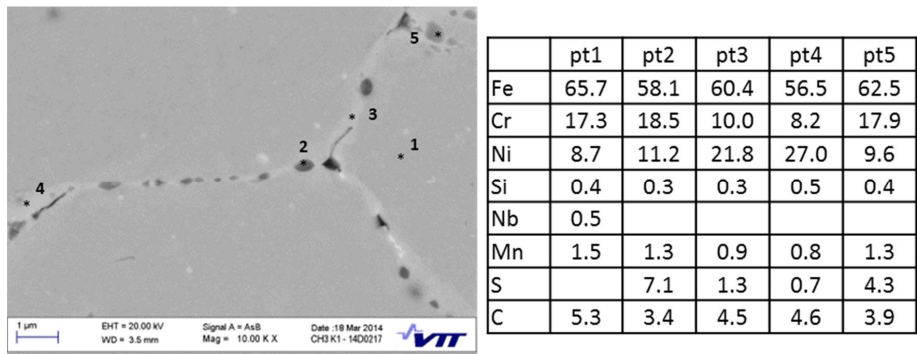 5 *
* 3
2 * 1 *
4 *
1 µm
EHT = 20.00 kV
WD = 3.5 mm
Signal A = AsB
Mag = 10.00 K X
Date :18 Mar 2014
CH3 K1 - 14D0217
VTT
pt1 pt2 pt3 pt4 pt5
Fe 65.7 58.1 60.4 56.5 62.5
Cr 17.3 18.5 10.0 8.2 17.9
Ni 8.7 11.2 21.8 27.0 9.6
Si 0.4 0.3 0.3 0.5 0.4
Nb 0.5
Mn 1.5 1.3 0.9 0.8 1.3
S 7.1 1.3 0.7 4.3
C 5.3 3.4 4.5 4.6 3.9